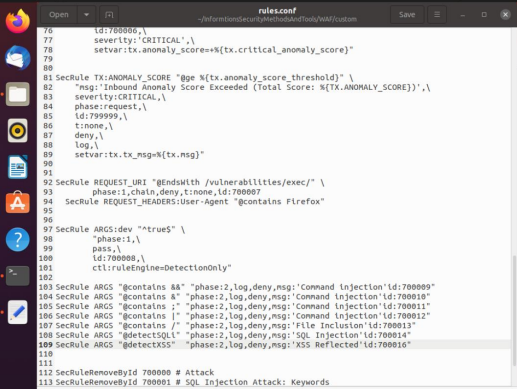 Open
rules.conf
~/InformtionsSecurityMethodsAndTools/WAF/custom
Save
76 id:700006,\
77 severity:'CRITICAL',\
78 setvar:tx.anomaly_score=+%{tx.critical_anomaly_score}"
79
80
81 SecRule TX:ANOMALY_SCORE "@ge %{tx.anomaly_score_threshold}" \
82 "msg:'Inbound Anomaly Score Exceeded (Total Score: %{TX.ANOMALY_SCORE})',\
83 severity:CRITICAL,\
84 phase:request,\
85 id:799999,\
86 t:none,\
87 deny,\
88 log,\
89 setvar:tx.tx_msg=%{tx.msg}"
90
91
92 SecRule REQUEST_URI "@EndsWith /vulnerabilities/exec/" \
93 phase:1,chain,deny,t:none,id:700007
94 SecRule REQUEST_HEADERS:User-Agent "@contains Firefox"
95
96
97 SecRule ARGS:dev "^true$" \
98 "phase:1,\
99 pass,\
100 id:700008,\
101 ctl:ruleEngine=DetectionOnly"
102
103 SecRule ARGS "@contains &&" "phase:2,log,deny,msg:'Command injection'id:700009"
104 SecRule ARGS "@contains &" "phase:2,log,deny,msg:'Command injection'id:700010"
105 SecRule ARGS "@contains ;" "phase:2,log,deny,msg:'Command injection'id:700011"
106 SecRule ARGS "@contains |" "phase:2,log,deny,msg:'Command injection'id:700012"
107 SecRule ARGS "@contains /" "phase:2,log,deny,msg:'File Inclusion'id:700013"
108 SecRule ARGS "@detectSQLi" "phase:2,log,deny,msg:'SQL Injection'id:700014"
109 SecRule ARGS "@detectXSS" "phase:2,log,deny,msg:'XSS Reflected'id:700016"
110
111
112 SecRuleRemoveById 700000 # Attack
113 SecRuleRemoveById 700001 # SQL Injection Attack: Keywords